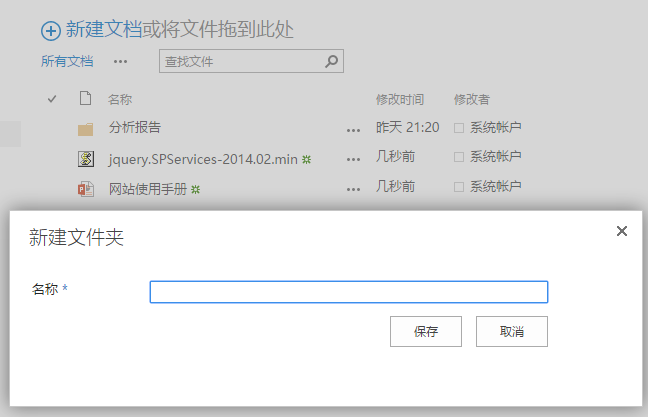 新建文档或将文件拖到此处
所有文档 ••• 查找文件
名称 修改时间 修改者
分析报告 ••• 昨天 21:20 系统帐户
jquery.SPServices-2014.02.min ••• 几秒前 系统帐户
网站使用手册 ••• 几秒前 系统帐户
新建文件夹
名称 *
保存 取消